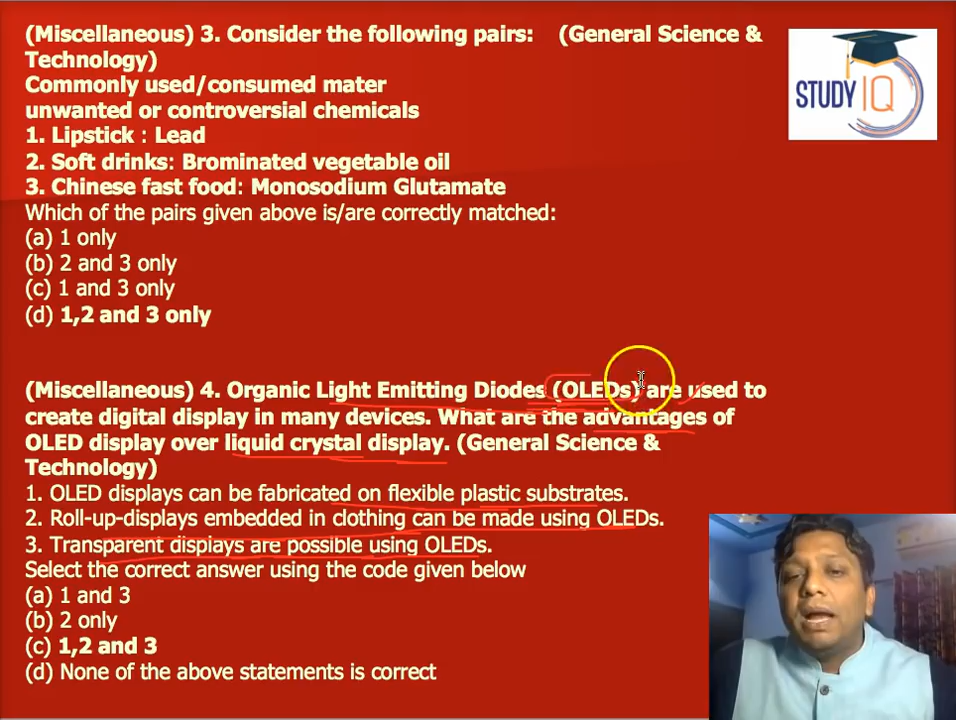 (Miscellaneous) 3. Consider the following pairs: (General Science &
Technology)
Commonly used/consumed mater
unwanted or controversial chemicals
1. Lipstick : Lead
2. Soft drinks: Brominated vegetable oil
3. Chinese fast food: Monosodium Glutamate
Which of the pairs given above is/are correctly matched:
(a) 1 only
(b) 2 and 3 only
(c) 1 and 3 only
(d) 1,2 and 3 only
STUDY IQ
(Miscellaneous) 4. Organic Light Emitting Diodes (OLEDs) are used to
create digital display in many devices. What are the advantages of
OLED display over liquid crystal display. (General Science &
Technology)
1. OLED displays can be fabricated on flexible plastic substrates.
2. Roll-up-displays embedded in clothing can be made using OLEDs.
3. Transparent displays are possible using OLEDs.
Select the correct answer using the code given below
(a) 1 and 3
(b) 2 only
(c) 1,2 and 3
(d) None of the above statements is correct